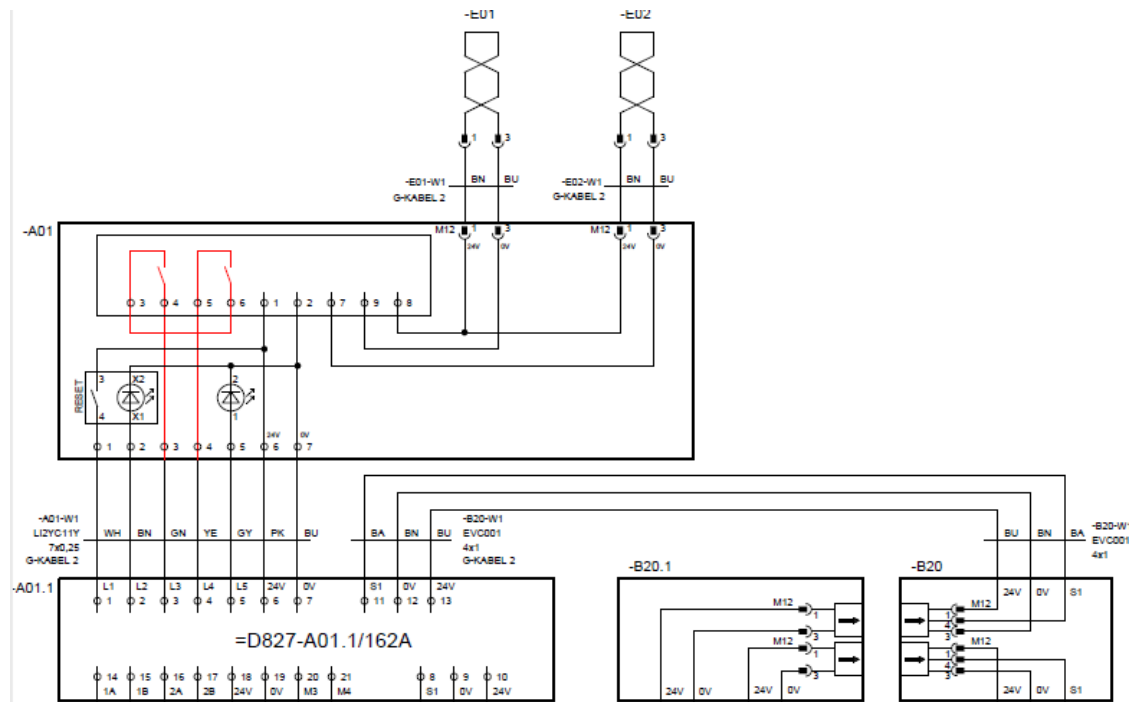 -E01 -E02
1 3 1 3
-E01-W1 BN BU -E02-W1 BN BU
G-KABEL 2 G-KABEL 2
-A01 M12 1 3 M12 1 3
24V 0V 24V 0V
3 4 5 6 1 2 7 9 8
3 X2 2
RESET
4 X1 1
24V 0V
1 2 3 4 5 6 7
-A01-W1 -B20-W1 -B20-W1
LI2YC11Y WH BN GN YE GY PK BU BA BN BU EVC001 BU BN BA EVC001
7x0,25 4x1 4x1
G-KABEL 2 G-KABEL 2
-B20.1 -B20
-A01.1 L1 L2 L3 L4 L5 24V 0V S1 0V 24V 24V 0V S1
1 2 3 4 5 6 7 11 12 13
M12 1 M12 1
4
3 3
=D827-A01.1/162A
M12 1 M12 1
4
3 3
14 15 16 17 18 19 20 21 8 9 10
1A 1B 2A 2B 24V 0V M3 M4 S1 0V 24V 24V 0V 24V 0V 24V 0V S1